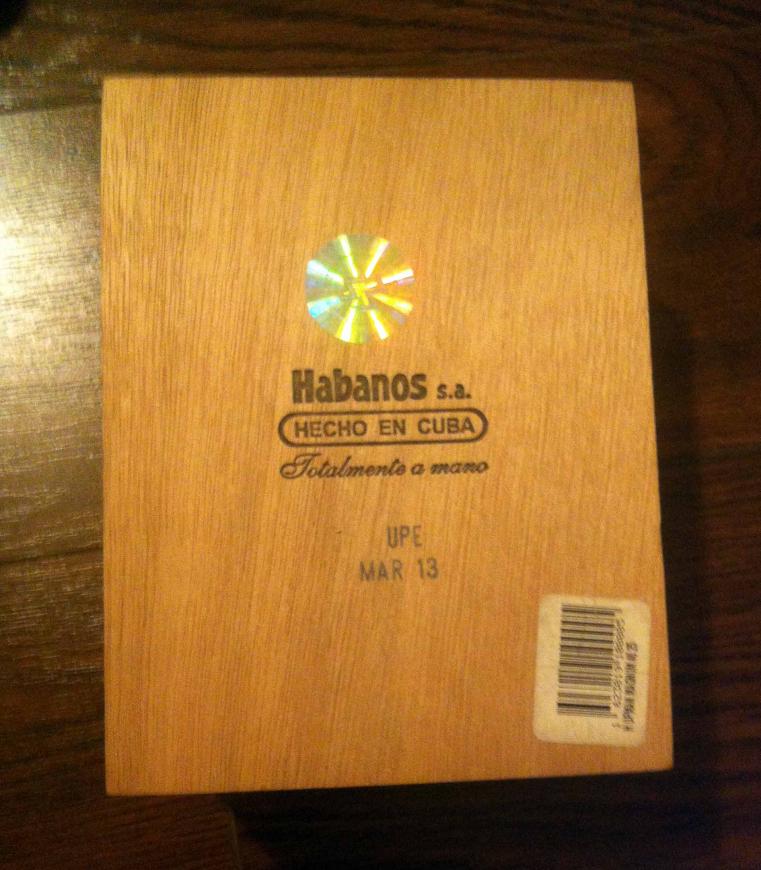 Habanos s.a.
HECHO EN CUBA
Totalmente a mano
UPE
MAR 13